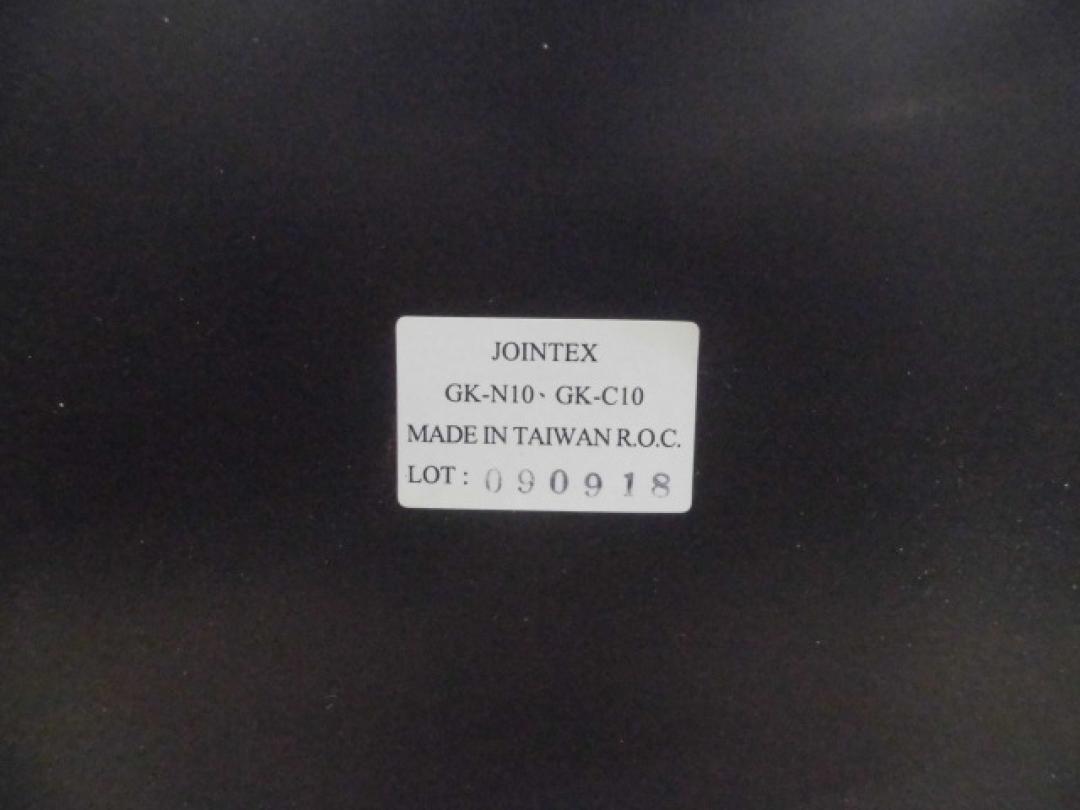 JOINTEX
GK-N10、GK-C10
MADE IN TAIWAN R.O.C.
LOT : 090918